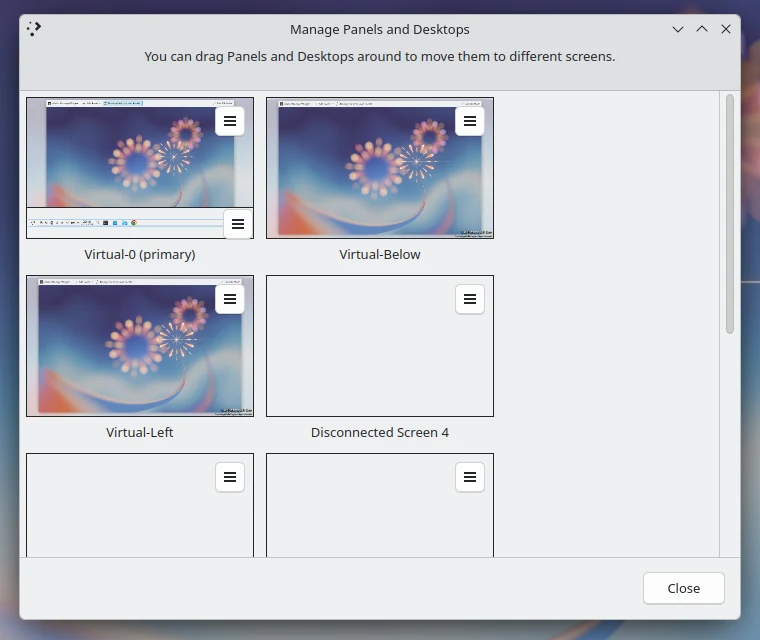 Manage Panels and Desktops
You can drag Panels and Desktops around to move them to different screens.
Virtual-0 (primary)
Virtual-Below
Virtual-Left
Disconnected Screen 4
Close